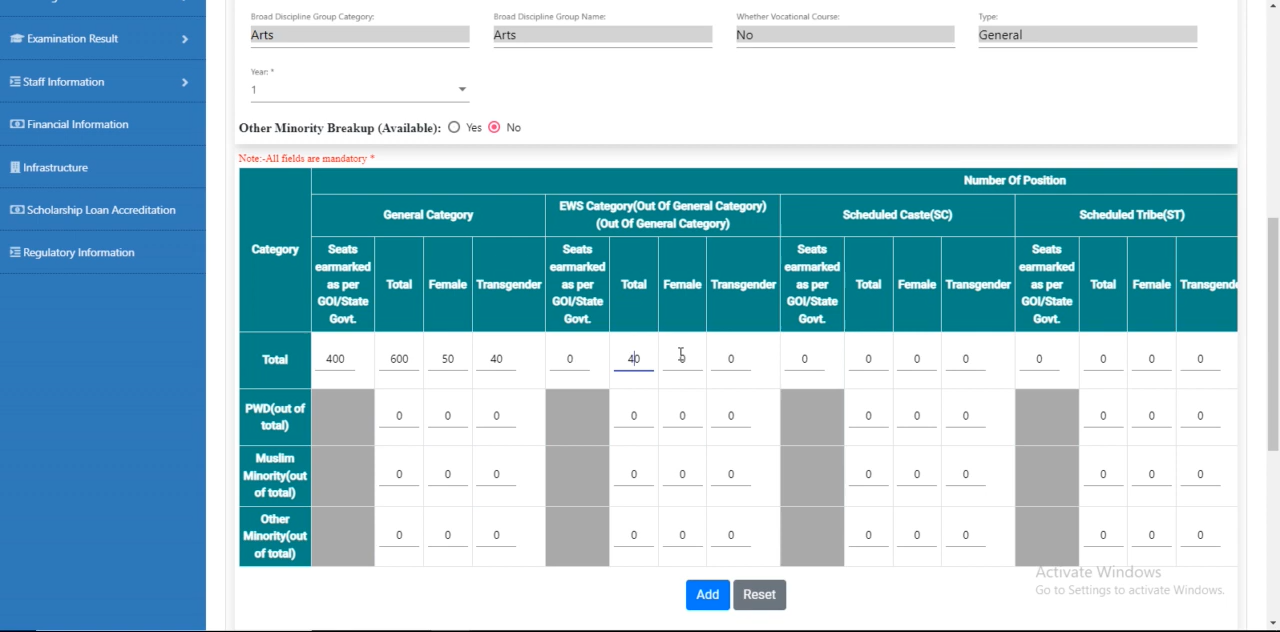 Broad Discipline Group Category:
Broad Discipline Group Name:
Whether Vocational Course:
Type:
Arts
Arts
No
General
Examination Result
Staff Information
Financial Information
Infrastructure
Scholarship Loan Accreditation
Regulatory Information
Year: *
1
Other Minority Breakup (Available): Yes No
Note:-All fields are mandatory *
Number Of Position
General Category
EWS Category(Out Of General Category)
(Out Of General Category)
Scheduled Caste(SC)
Scheduled Tribe(ST)
Category
Seats
earmarked
as per
GOI/State
Govt.
Total
Female
Transgender
Seats
earmarked
as per
GOI/State
Govt.
Total
Female
Transgender
Seats
earmarked
as per
GOI/State
Govt.
Total
Female
Transgender
Seats
earmarked
as per
GOI/State
Govt.
Total
Female
Transgende
Total 400 600 50 40 0 40 0 0 0 0 0 0 0 0 0 0
PWD(out of
total)
0 0 0 0 0 0 0 0 0 0 0 0
Muslim
Minority(out
of total)
0 0 0 0 0 0 0 0 0 0 0 0
Other
Minority(out
of total)
0 0 0 0 0 0 0 0 0 0 0 0
Add Reset
Activate Windows
Go to Settings to activate Windows.